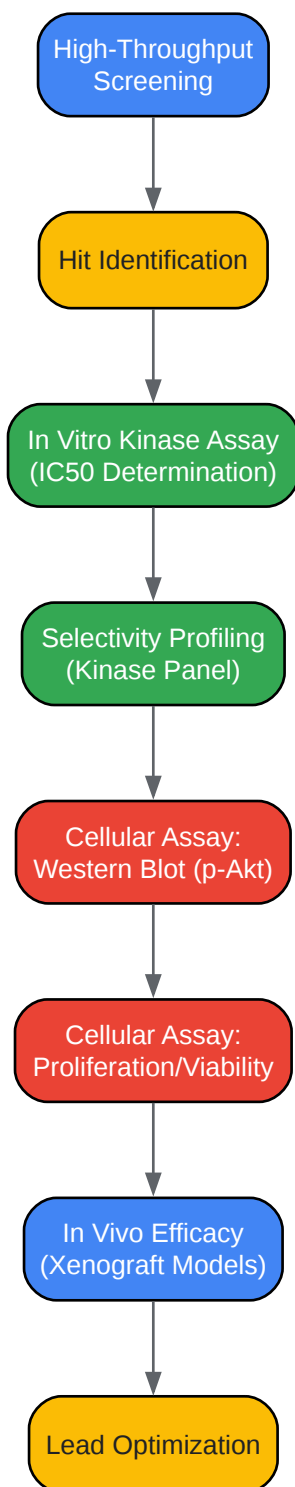 High-Throughput
Screening
Hit Identification
In Vitro Kinase Assay
(IC50 Determination)
Selectivity Profiling
(Kinase Panel)
Cellular Assay:
Western Blot (p-Akt)
Cellular Assay:
Proliferation/Viability
In Vivo Efficacy
(Xenograft Models)
Lead Optimization